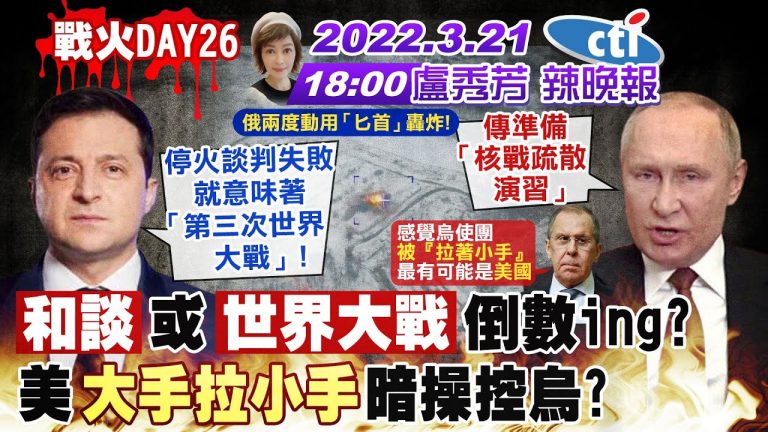 戰火DAY26
2022.3.21
cti
18:00盧秀芳 辣晚報
俄兩度動用「匕首」轟炸!
停火談判失敗
就意味著
「第三次世界
大戰」!
傳準備
「核戰疏散
演習」
感覺烏使團
被『拉著小手』
最有可能是美國
和談或世界大戰倒數ing?
美大手拉小手暗操控烏?